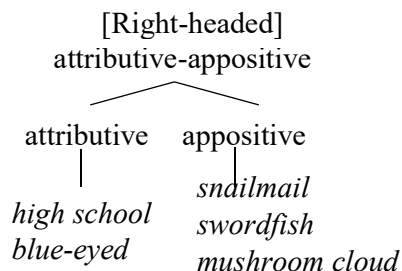 [Right-headed]
attributive-appositive
attributive appositive
high school
blue-eyed
snailmail
swordfish
mushroom cloud